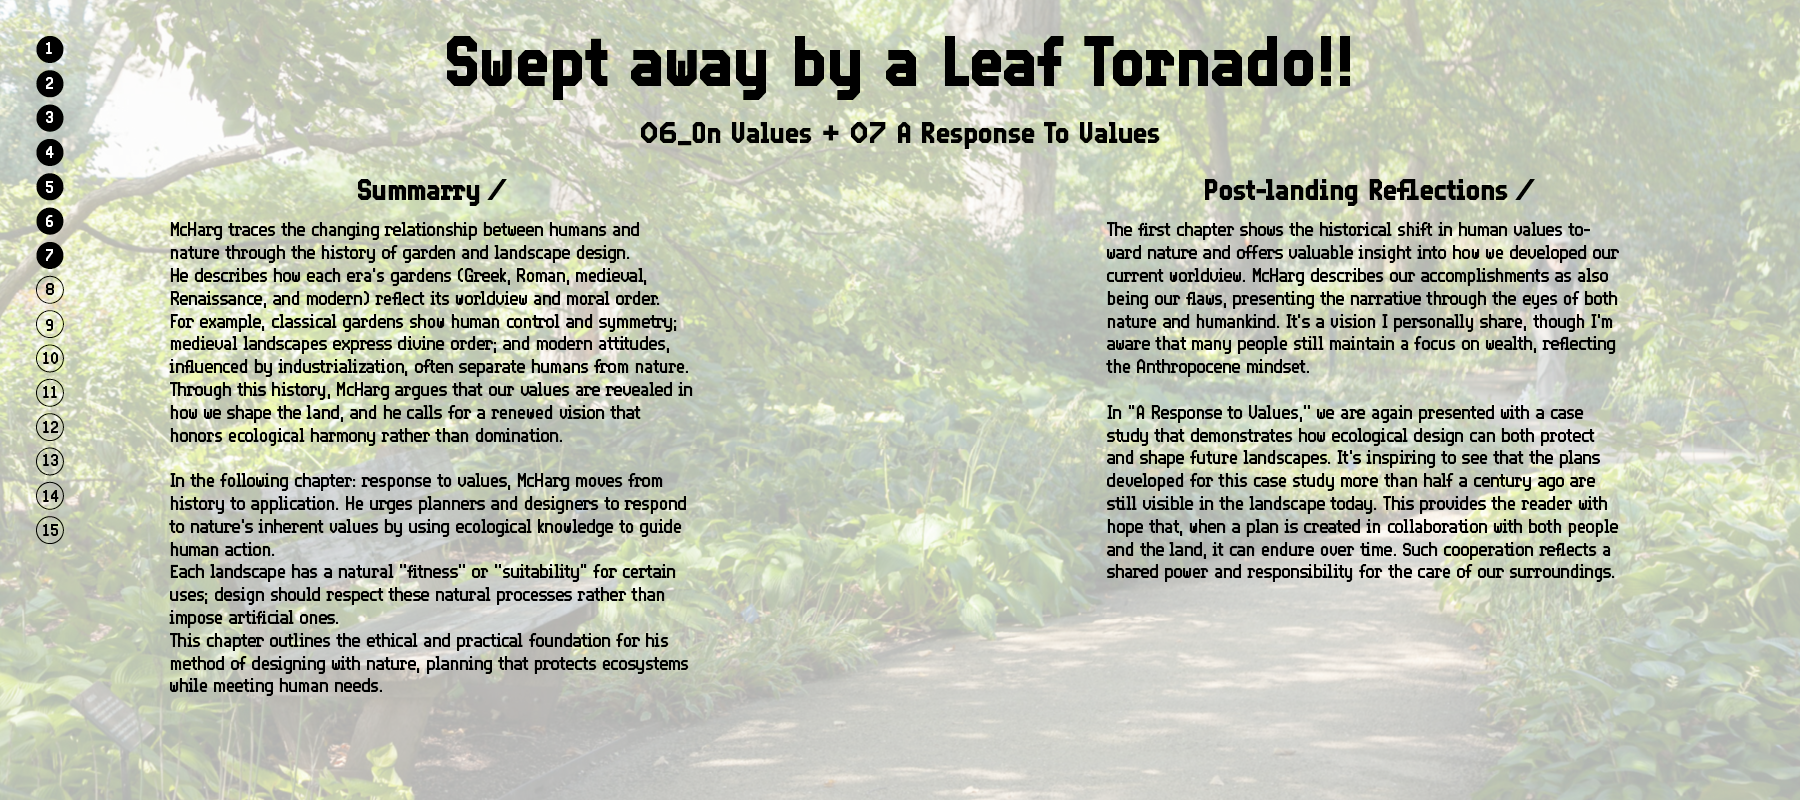 1
2
3
4
5
6
7
8
9
10
11
12
13
14
15
Swept away by a Leaf Tornado!!
06_On Values + 07 A Response To Values
Summarry /
McHarg traces the changing relationship between humans and
nature through the history of garden and landscape design.
He describes how each era's gardens (Greek, Roman, medieval,
Renaissance, and modern) reflect its worldview and moral order.
For example, classical gardens show human control and symmetry;
medieval landscapes express divine order; and modern attitudes,
influenced by industrialization, often separate humans from nature.
Through this history, McHarg argues that our values are revealed in
how we shape the land, and he calls for a renewed vision that
honors ecological harmony rather than domination.
In the following chapter: response to values, McHarg moves from
history to application. He urges planners and designers to respond
to nature's inherent values by using ecological knowledge to guide
human action.
Each landscape has a natural "fitness" or "suitability" for certain
uses; design should respect these natural processes rather than
impose artificial ones.
This chapter outlines the ethical and practical foundation for his
method of designing with nature, planning that protects ecosystems
while meeting human needs.
Post-landing Reflections /
The first chapter shows the historical shift in human values to-
ward nature and offers valuable insight into how we developed our
current worldview. McHarg describes our accomplishments as also
being our flaws, presenting the narrative through the eyes of both
nature and humankind. It's a vision I personally share, though I'm
aware that many people still maintain a focus on wealth, reflecting
the Anthropocene mindset.
In "A Response to Values," we are again presented with a case
study that demonstrates how ecological design can both protect
and shape future landscapes. It's inspiring to see that the plans
developed for this case study more than half a century ago are
still visible in the landscape today. This provides the reader with
hope that, when a plan is created in collaboration with both people
and the land, it can endure over time. Such cooperation reflects a
shared power and responsibility for the care of our surroundings.